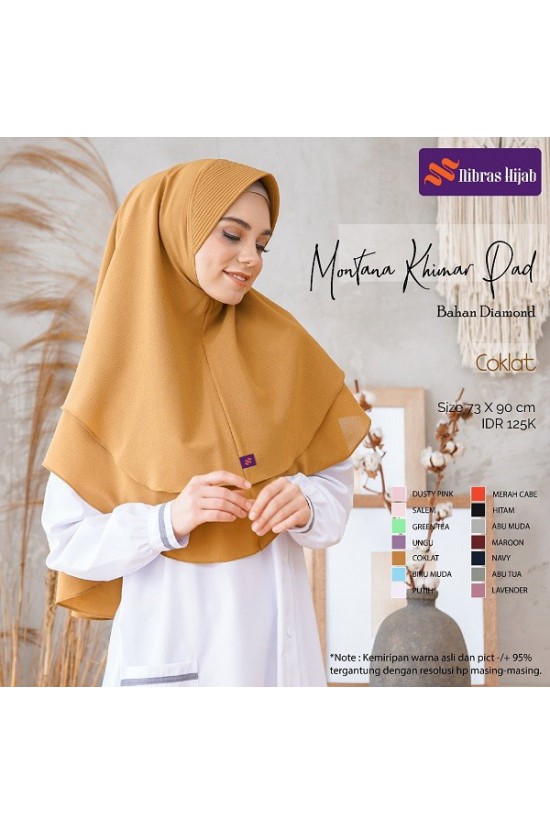 Nibras Hijab
Montana Khimar Pad
Bahan Diamond
Coklat
Size 73 X 90 cm
IDR 125K
DUSTY PINK
SALEM
GREEN TEA
UNGU
COKLAT
BIRU MUDA
PUTIH
MERAH CABE
HITAM
ABU MUDA
MAROON
NAVY
ABU TUA
LAVENDER
*Note : Kemiripan warna asli dan pict -/+ 95%
tergantung dengan resolusi hp masing-masing.